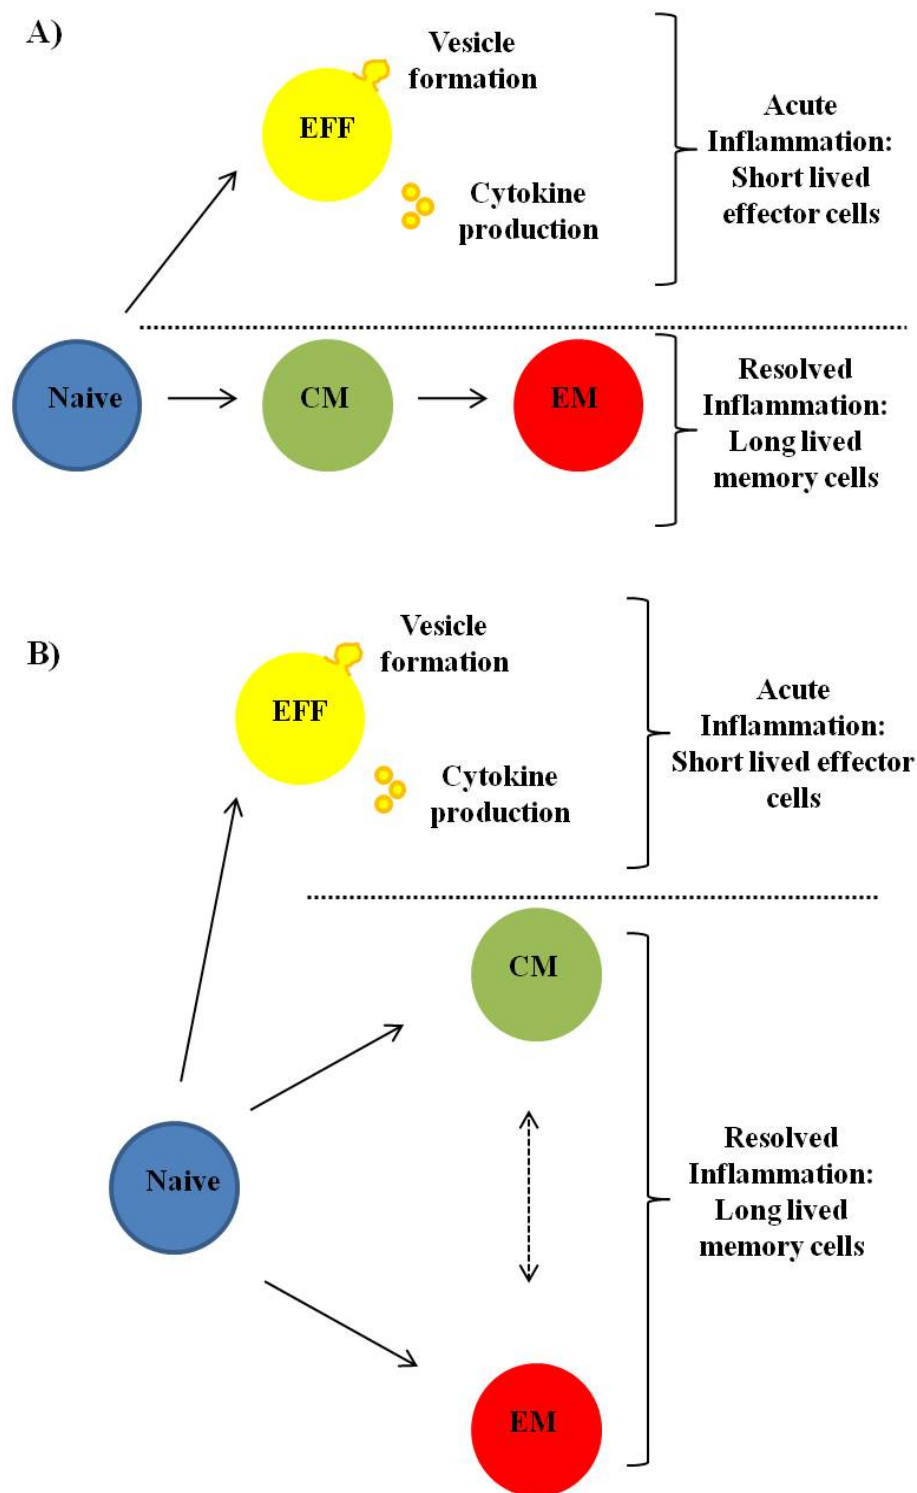 A)
Vesicle
formation
EFF
Cytokine
production
Acute
Inflammation:
Short lived
effector cells
Naive
CM
EM
Resolved
Inflammation:
Long lived
memory cells
B)
Vesicle
formation
EFF
Cytokine
production
Acute
Inflammation:
Short lived effector
cells
CM
Naive
EM
Resolved
Inflammation:
Long lived
memory cells